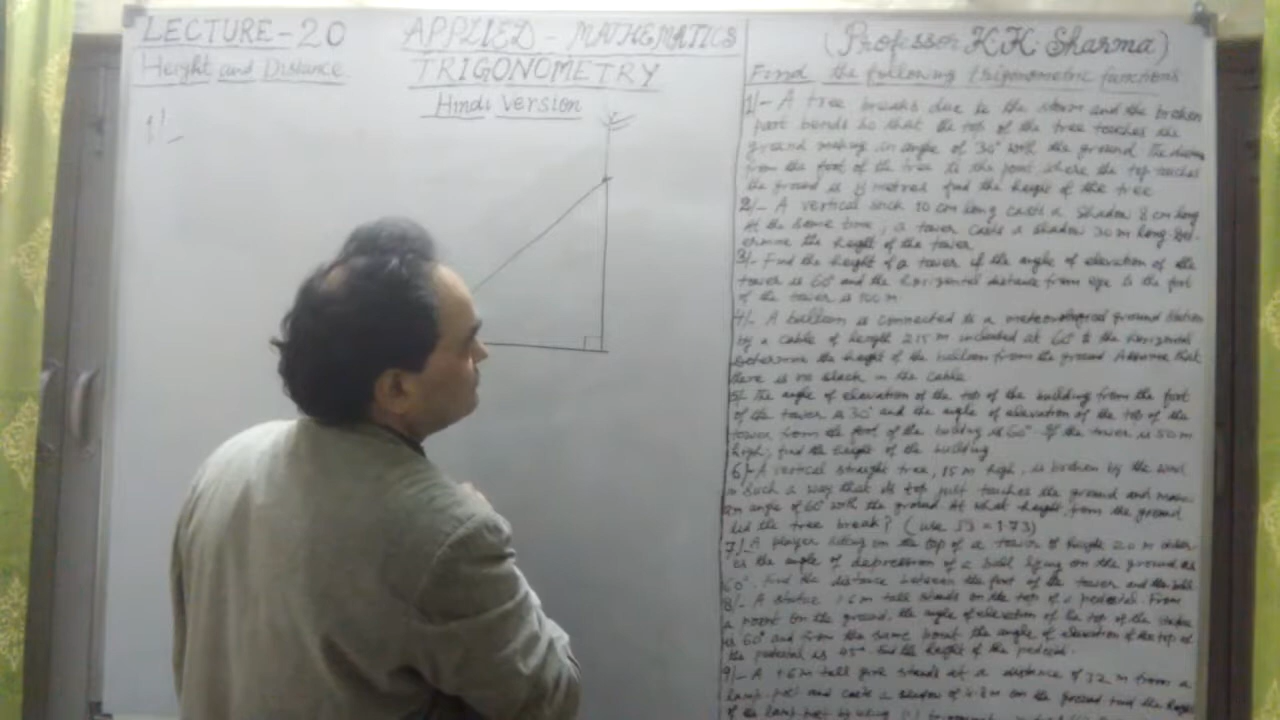 LECTURE-20
Height and Distance
1/-
APPLIED - MATHEMATICS
TRIGONOMETRY
Hindi Version
(Professor K.K. Sharma)
Find the following trigonometric functions
1/- A tree breaks due to the storm and the broken
part bends so that the top of the tree touches the
ground making an angle of 30° with the ground. The
from the foot of the tree to the point where the top touches
the ground is 8 metres find the height of the tree
2/- A vertical stick 10 cm long casts a shadow 8 cm long
At the same time, a tower casts a shadow 30 m long. Det-
ermine the height of the tower
3/- Find the height of a tower if the angle of elevation of the
tower is 60° and the horizontal distance from eye to the foot
of the tower is 100 m
4/- A balloon is connected to a ground station
by a cable of length 215 m inclined at 60° to the horizontal
Determine the height of the balloon from the ground Assume that
there is no slack in the cable
5/- The angle of elevation of the top of the building from the foot
of the tower is 30° and the angle of elevation of the top of the
tower from the foot of the building is 60°. If the tower is 50 m
high, find the height of the building
6/- A vertical straight tree, 15 m high, is broken by the wind
in such a way that its top just touches the ground and makes
an angle of 60° with the ground. At what height from the ground
did the tree break? (use √3 = 1.73)
7/- A player sitting on the top of a tower of height 20 m
the angle of depression of a ball lying on the ground as
60°. Find the distance between the foot of the tower and the ball
8/- A statue 1.6 m tall stands on the top of a pedestal. From
a point on the ground, the angle of elevation of the top of the statue
is 60° and from the same point the angle of elevation of the top of
the pedestal is 45°. Find the height of the pedestal.
9/- A 1.6 m tall girl stands at a distance of 3.2 m from a
lamp-post and casts a shadow of 4.8 m on the ground find the height
of the lamp-post by using